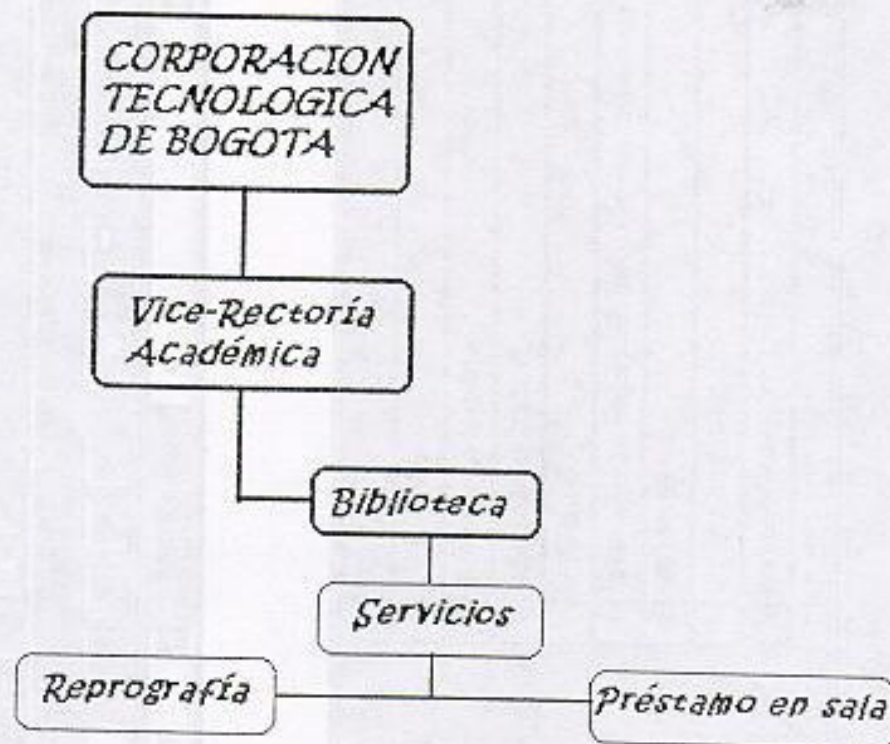 CORPORACION
TECNOLOGICA
DE BOGOTA
Vice-Rectoría
Académica
Biblioteca
Servicios
Reprografía
Préstamo en sala